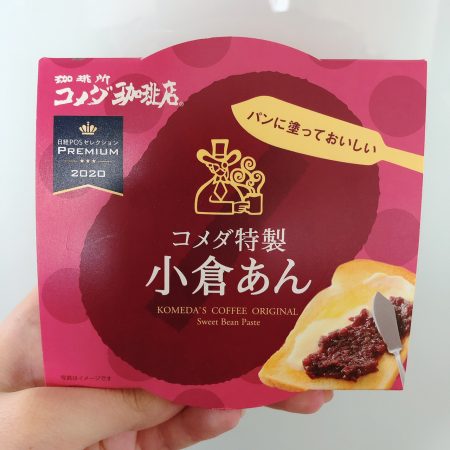 珈琲所
コメダ珈琲店®
日経POSセレクション
PREMIUM
2020
パンに塗っておいしい
コメダ特製
小倉あん
KOMEDA'S COFFEE ORIGINAL
Sweet Bean Paste
写真はイメージです